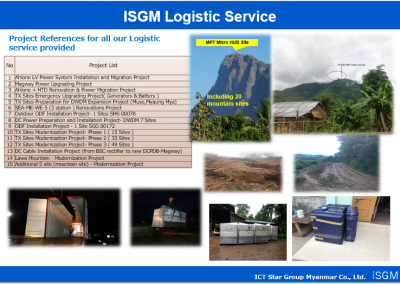 ISGM Logistic Service
Project References for all our Logistic
service provided
No Project List
1 Ahlone LV Power System Installation and Migration Project
2 Magway Power Upgrading Project
3 Ahlone + HTD Renovation & Power Migration Project
4 TX Sites Emergency Upgrading Project( Generators & Battery )
5 TX Sites Preparation for DWDM Expansion Project (Muse,Myaung Mya)
6 SEA-ME-WE-5 (3 station ) Renovations Project
7 Outdoor ODF Installation Project- 1 Sites SHS 00078
8 DC Power Preparation and Installation Project- DWDM 7 Sites
9 ODF Installation Project - 1 Site SGG 00172
10 TX Sites Modernization Project- Phase 1 ( 15 Sites )
11 TX Sites Modernization Project- Phase 2 ( 33 Sites )
12 TX Sites Modernization Project- Phase 3 ( 49 Sites )
13 DC Cable Installation Project (from BSC rectifier to new DCPDB-Magway)
14 Lawa Mountain - Modernization Project
15 Additional 5 site (mountain site) - Modernization Project
MPT Micro HUB Site
including 20
mountain sites
ICT Star Group Myanmar Co., Ltd. iSGM